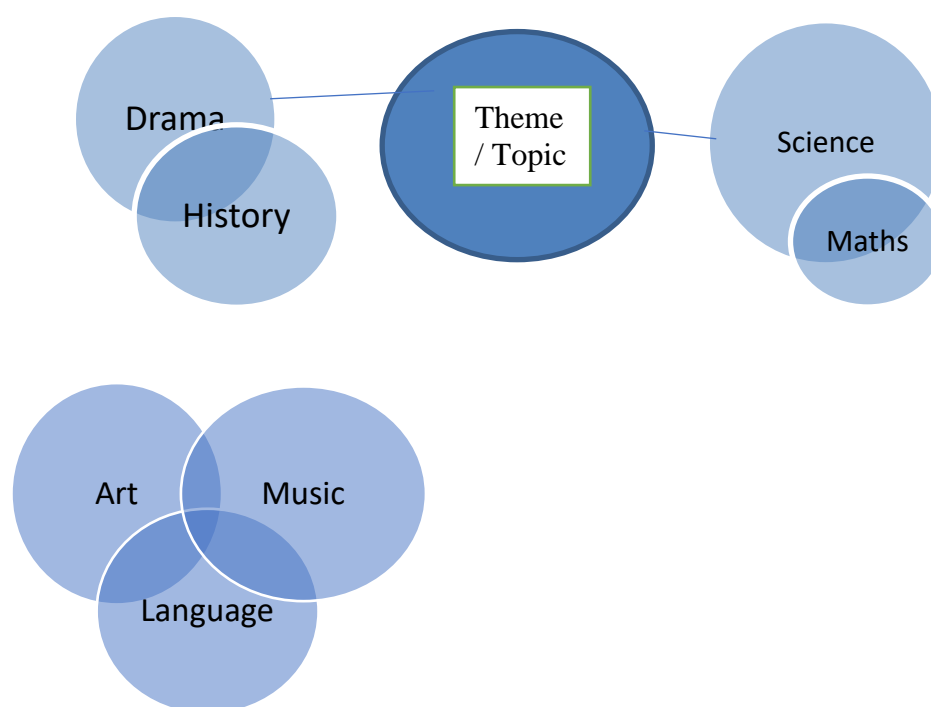 Drama
History
Theme
/ Topic
Science
Maths
Art
Music
Language